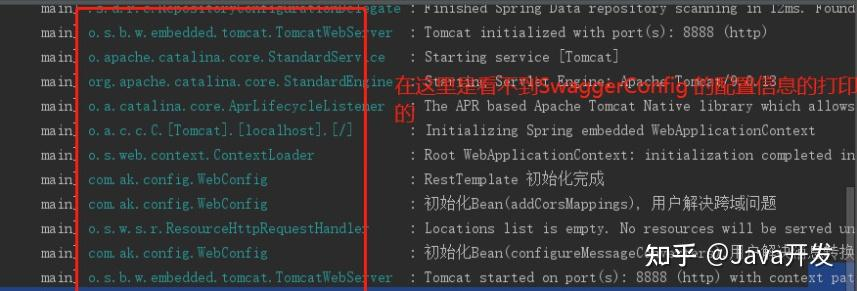 main] o.s.d.r.c.RepositoryConfigurationDelegate : Finished Spring Data repository scanning in 12ms. Found
main] o.s.b.w.embedded.tomcat.TomcatWebServer : Tomcat initialized with port(s): 8888 (http)
main] o.apache.catalina.core.StandardService : Starting service [Tomcat]
main] org.apache.catalina.core.StandardEngine : Starting Servlet Engine: Apache Tomcat/9.0.13
在这里是看不到SwaggerConfig 的配置信息的打印的
main] o.a.catalina.core.AprLifecycleListener : The APR based Apache Tomcat Native library which allows
main] o.a.c.c.C.[Tomcat].[localhost].[/] : Initializing Spring embedded WebApplicationContext
main] o.s.web.context.ContextLoader : Root WebApplicationContext: initialization completed in
main] com.ak.config.WebConfig : RestTemplate 初始化完成
main] com.ak.config.WebConfig : 初始化Bean(addCorsMappings), 用户解决跨域问题
main] o.s.w.s.r.ResourceHttpRequestHandler : Locations list is empty. No resources will be served un
main] com.ak.config.WebConfig : 初始化Bean(configureMessageCo 用户解决 转换
知乎 @Java开发
main] o.s.b.w.embedded.tomcat.TomcatWebServer : Tomcat started on port(s): 8888 (http) with context pat